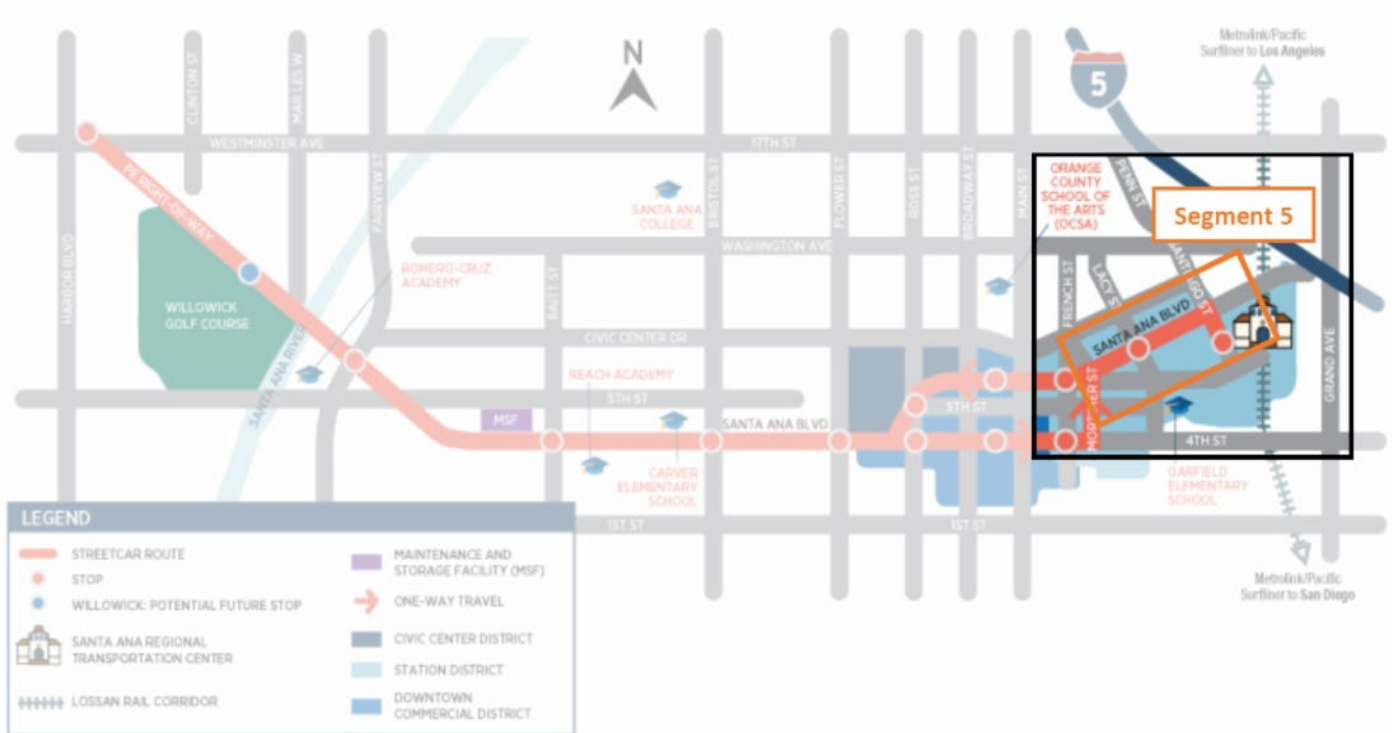 N
Metrolink/Pacific
Surfliner to Los Angeles
5
CLINTON ST
MAR LES W
WESTMINSTER AVE
17TH ST
FAIRVIEW ST
BRISTOL ST
FLOWER ST
ROSS ST
BROADWAY ST
MAIN ST
PENN ST
ORANGE
COUNTY
SCHOOL OF
THE ARTS
(OCSA)
Segment 5
PE RIGHT-OF-WAY
SANTA ANA
COLLEGE
WASHINGTON AVE
HARBOR BLVD
ROMERO-CRUZ
ACADEMY
RAITT ST
FRENCH ST
LACY ST
SANTIAGO ST
WILLOWICK
GOLF COURSE
SANTA ANA RIVER
CIVIC CENTER DR
SANTA ANA BLVD
GRAND AVE
REACH ACADEMY
5TH ST
5TH ST
MORTIMER ST
MSF
SANTA ANA BLVD
4TH ST
CARVER
ELEMENTARY
SCHOOL
GARFIELD
ELEMENTARY
SCHOOL
1ST ST
1ST ST
Metrolink/Pacific
Surfliner to San Diego
LEGEND
STREETCAR ROUTE
STOP
WILLOWICK: POTENTIAL FUTURE STOP
SANTA ANA REGIONAL
TRANSPORTATION CENTER
LOSSAN RAIL CORRIDOR
MAINTENANCE AND
STORAGE FACILITY (MSF)
ONE-WAY TRAVEL
CIVIC CENTER DISTRICT
STATION DISTRICT
DOWNTOWN
COMMERCIAL DISTRICT